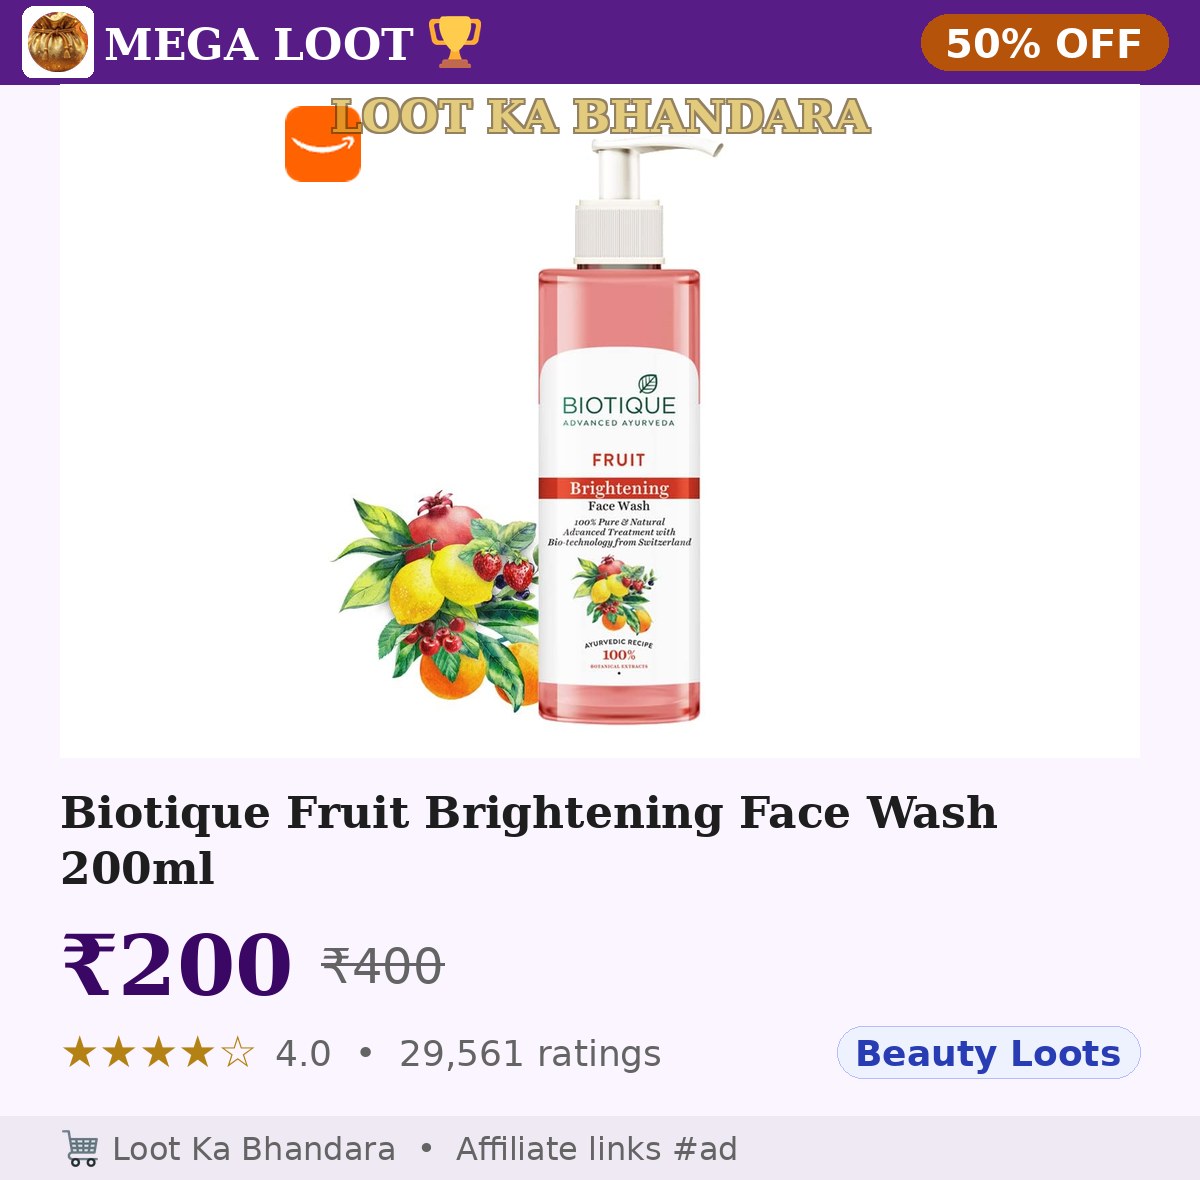 MEGA LOOT
50% OFF
LOOT KA BHANDARA
BIOTIQUE
ADVANCED AYURVEDA
FRUIT
Brightening
Face Wash
100% Pure & Natural
Advanced Treatment with
Bio-technology from Switzerland
AYURVEDIC RECIPE
100%
BOTANICAL EXTRACTS
Biotique Fruit Brightening Face Wash
200ml
₹200 ₹400
4.0 • 29,561 ratings
Beauty Loots
Loot Ka Bhandara • Affiliate links #ad